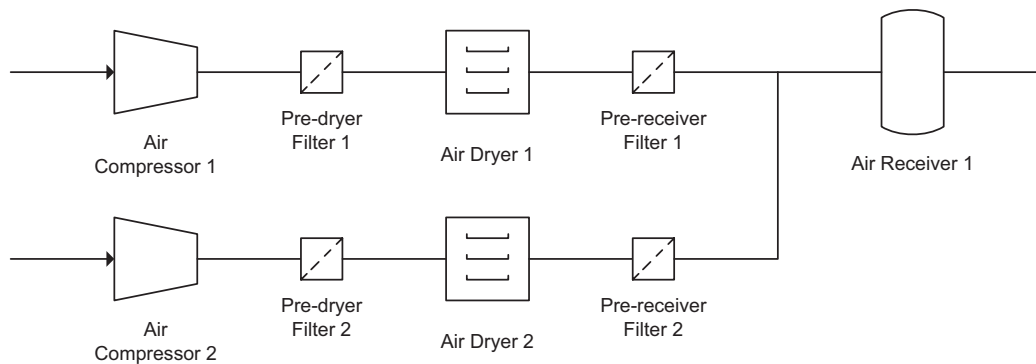 Air
Compressor 1
Pre-dryer
Filter 1
Air Dryer 1
Pre-receiver
Filter 1
Air Receiver 1
Air
Compressor 2
Pre-dryer
Filter 2
Air Dryer 2
Pre-receiver
Filter 2